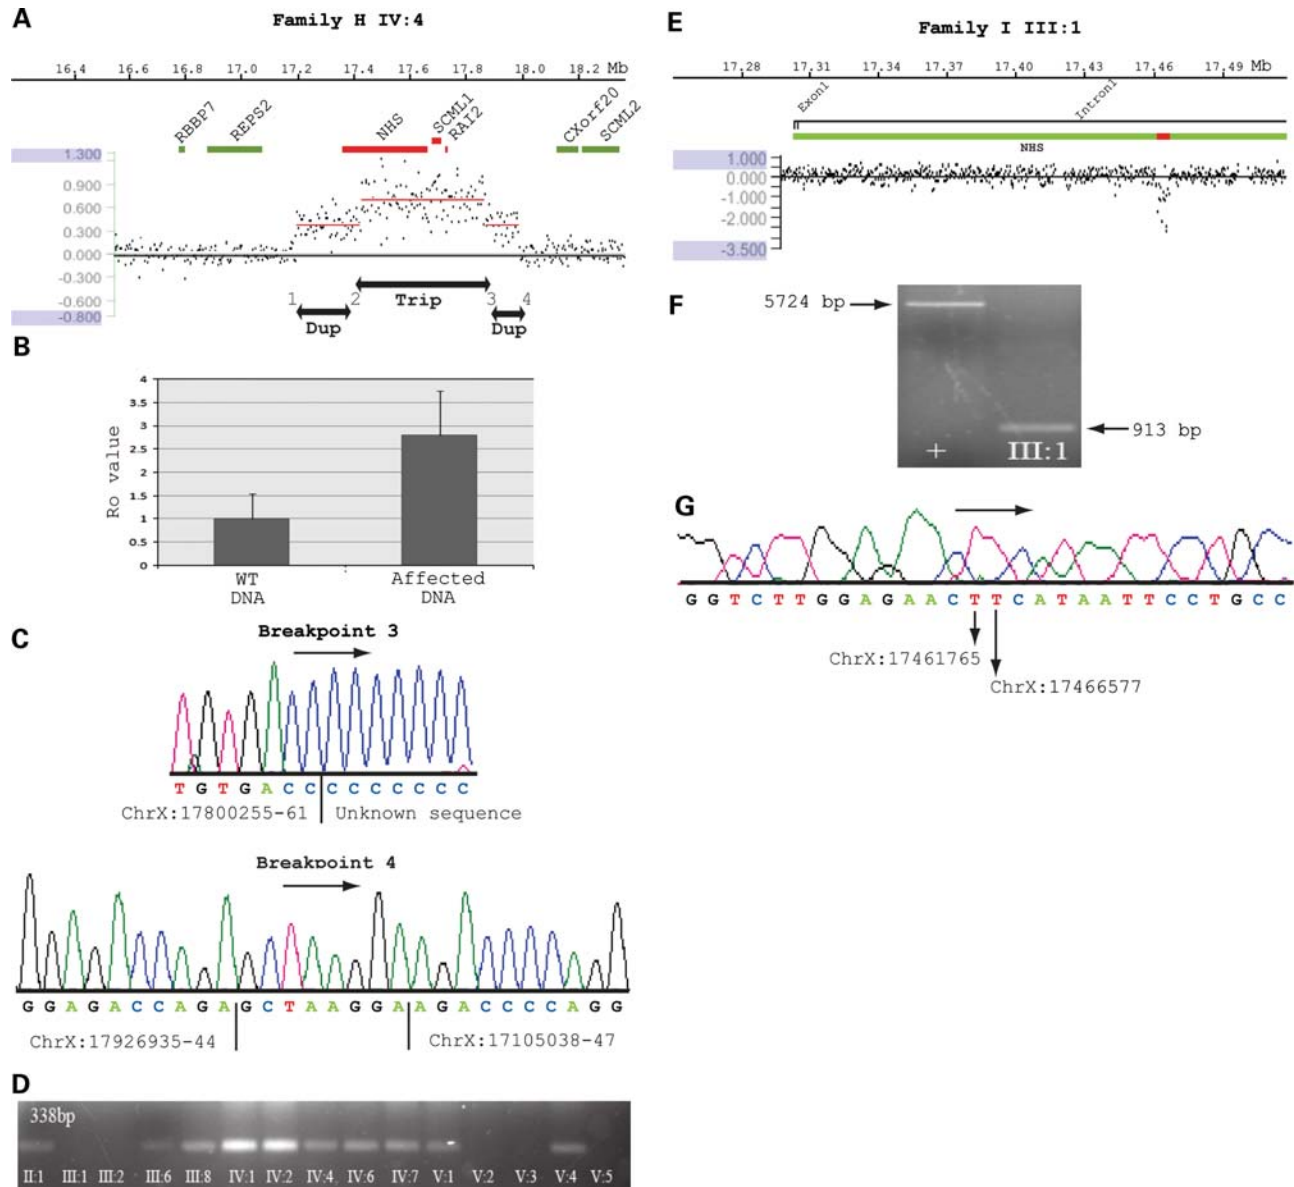 A
Family H IV:4
16.4 16.6 16.8 17.0 17.2 17.4 17.6 17.8 18.0 18.2 Mb
RBBP7 REPS2 NHS SCML1 RAI2 CXorf20 SCML2
1.300
0.900
0.600
0.300
0.000
-0.300
-0.600
-0.800
1 2 3 4
Trip
Dup Dup
B
4
3.5
3
2.5
2
1.5
1
0.5
0
Ro value
WT DNA
Affected DNA
C
Breakpoint 3
T G T G A C C C C C C C C C
ChrX:17800255-61 Unknown sequence
Breakpoint 4
G G A G A C C A G A G C T A A G G A A G A C C C C A G G
ChrX:17926935-44 ChrX:17105038-47
D
338bp
II:1 III:1 III:2 III:6 III:8 IV:1 IV:2 IV:4 IV:6 IV:7 V:1 V:2 V:3 V:4 V:5
E
Family I III:1
17.28 17.31 17.34 17.37 17.40 17.43 17.46 17.49 Mb
Exon1 Intron1
NHS
1.000
0.000
-1.000
-2.000
-3.500
F
5724 bp
913 bp
+ III:1
G
G G T C T T G G A G A A C T T C A T A A T T C C T G C C
ChrX:17461765
ChrX:17466577